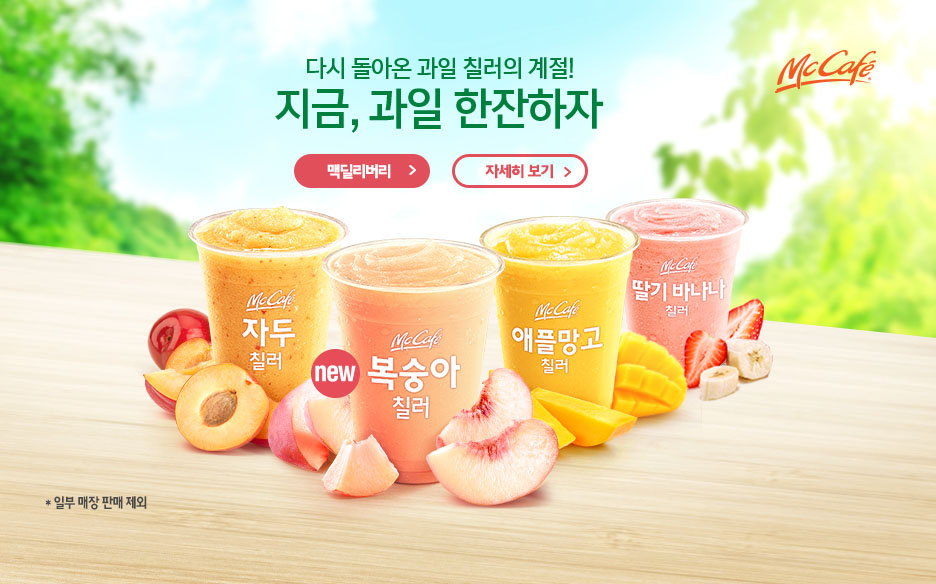 다시 돌아온 과일 칠러의 계절!
지금, 과일 한잔하자
McCafé
맥딜리버리 >
자세히 보기 >
McCafé
자두
칠러
new
McCafé
복숭아
칠러
McCafé
애플망고
칠러
McCafé
딸기 바나나
칠러
* 일부 매장 판매 제외